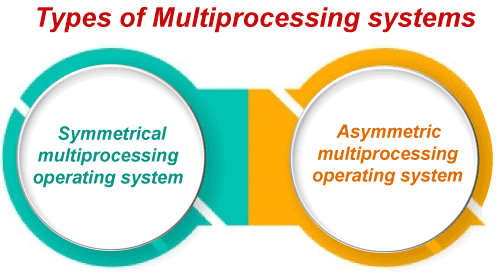 Types of Multiprocessing systems
Symmetrical
multiprocessing
operating system
Asymmetric
multiprocessing
operating system